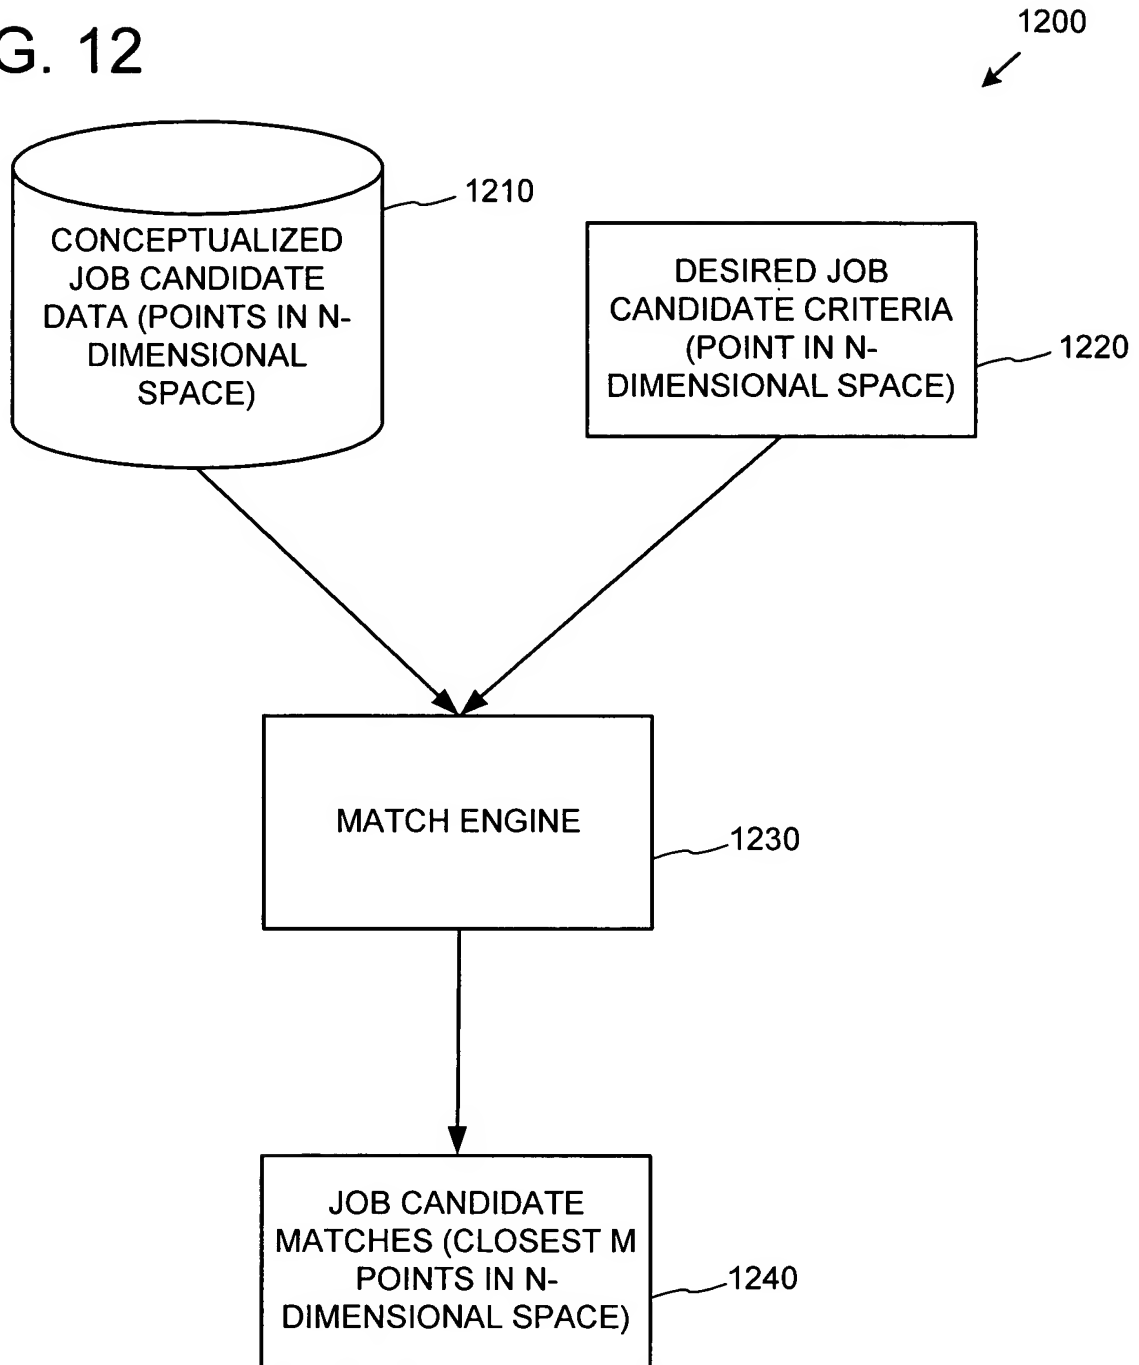 G. 12
1200
CONCEPTUALIZED
JOB CANDIDATE
DATA (POINTS IN N-
DIMENSIONAL
SPACE)
1210
DESIRED JOB
CANDIDATE CRITERIA
(POINT IN N-
DIMENSIONAL SPACE)
1220
MATCH ENGINE
1230
JOB CANDIDATE
MATCHES (CLOSEST M
POINTS IN N-
DIMENSIONAL SPACE)
1240